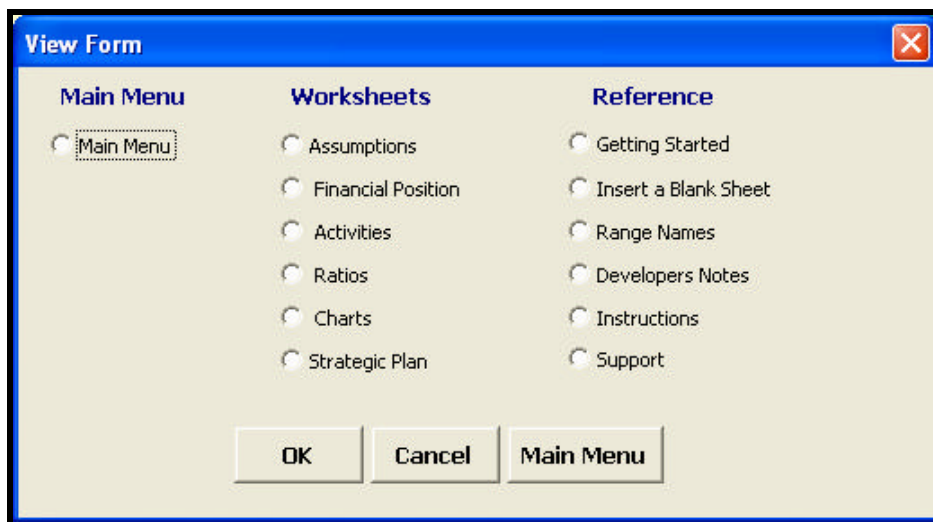 View Form
Main Menu Worksheets Reference
Main Menu Assumptions Getting Started
Financial Position Insert a Blank Sheet
Activities Range Names
Ratios Developers Notes
Charts Instructions
Strategic Plan Support
OK Cancel Main Menu